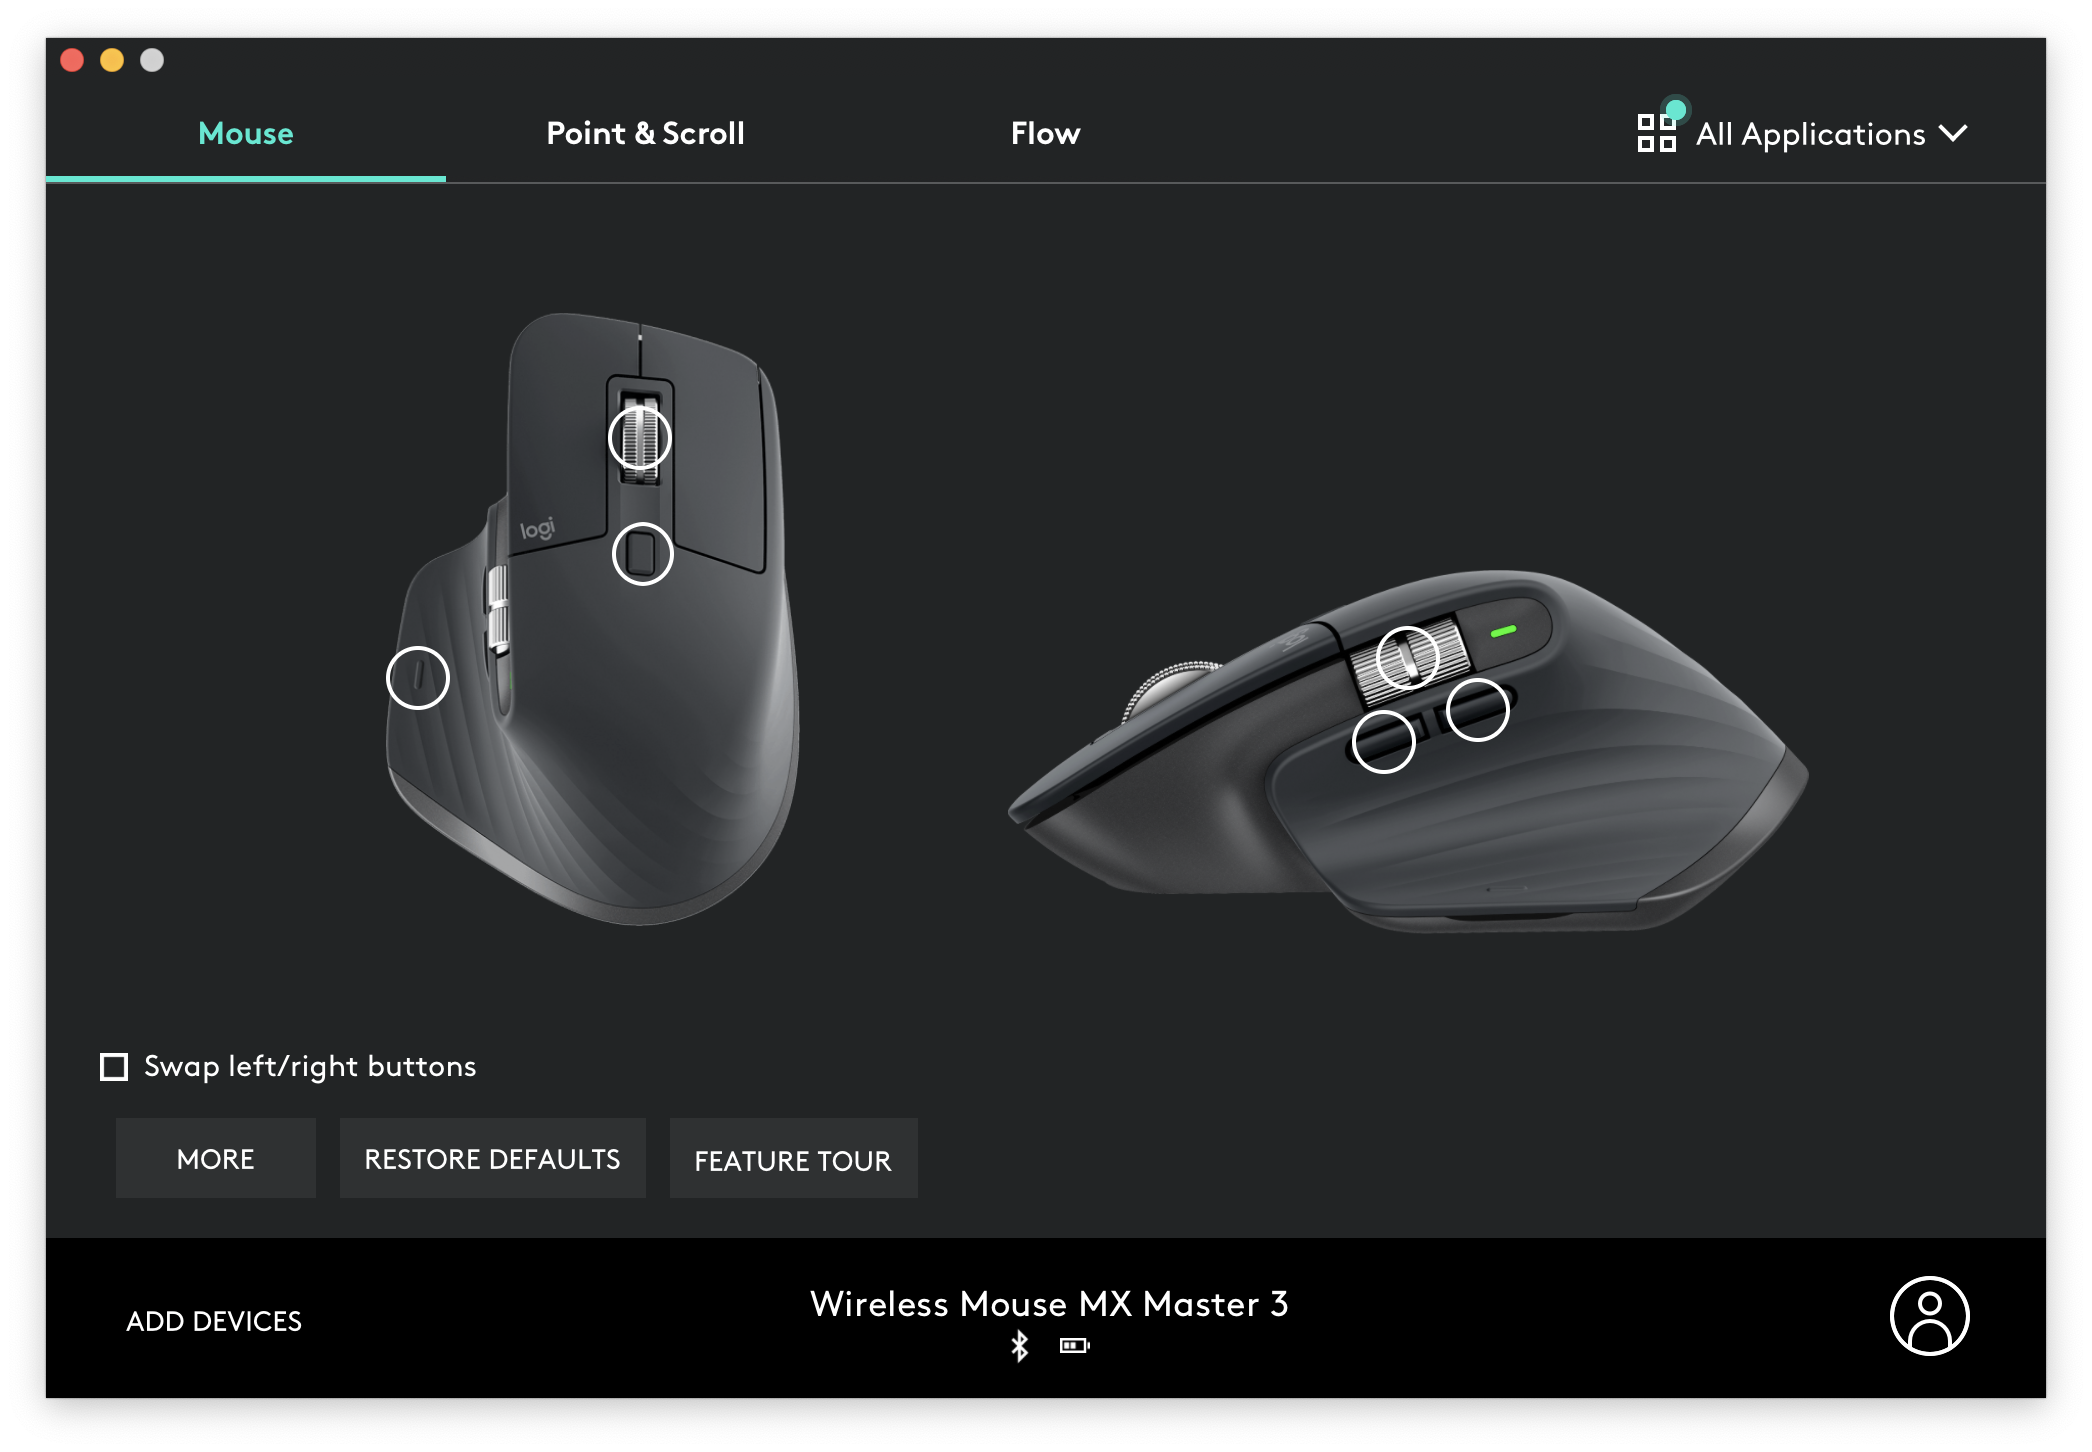 Mouse
Point & Scroll
Flow
All Applications
logi
Swap left/right buttons
MORE
RESTORE DEFAULTS
FEATURE TOUR
ADD DEVICES
Wireless Mouse MX Master 3